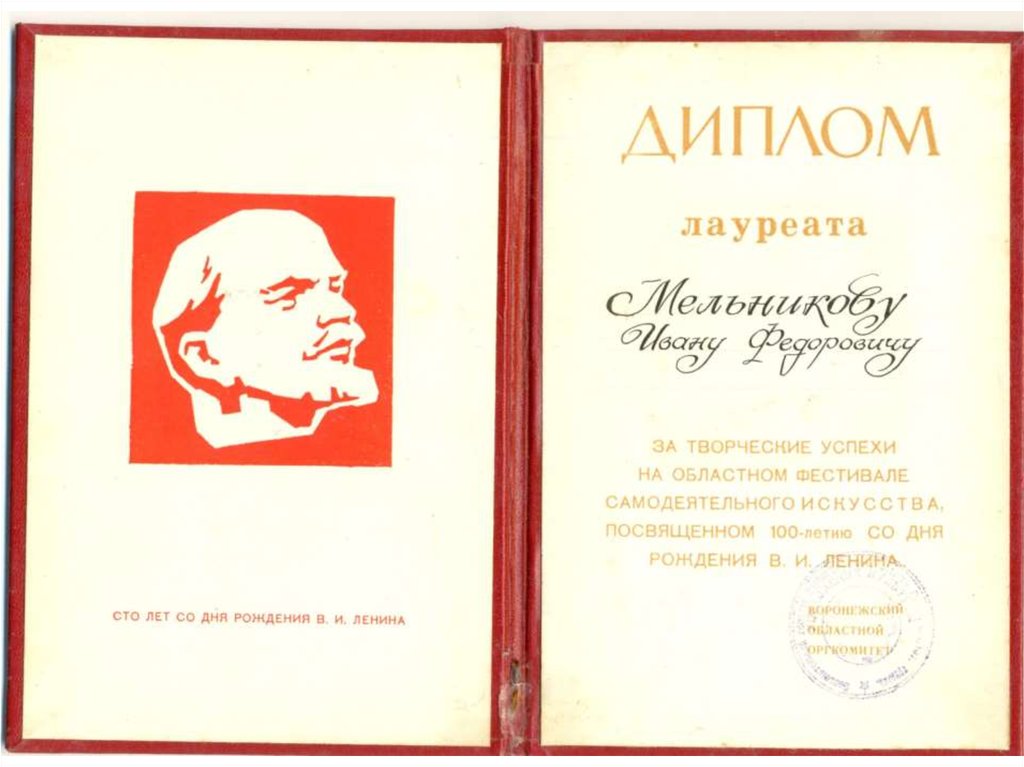 СТО ЛЕТ СО ДНЯ РОЖДЕНИЯ В. И. ЛЕНИНА
ДИПЛОМ
лауреата
Мельникову
Ивану Федоровичу
ЗА ТВОРЧЕСКИЕ УСПЕХИ
НА ОБЛАСТНОМ ФЕСТИВАЛЕ
САМОДЕЯТЕЛЬНОГО ИСКУССТВА,
ПОСВЯЩЕННОМ 100-летию СО ДНЯ
РОЖДЕНИЯ В. И. ЛЕНИНА
ВОРОНЕЖСКИЙ
ОБЛАСТНОЙ
ОРГКОМИТЕТ